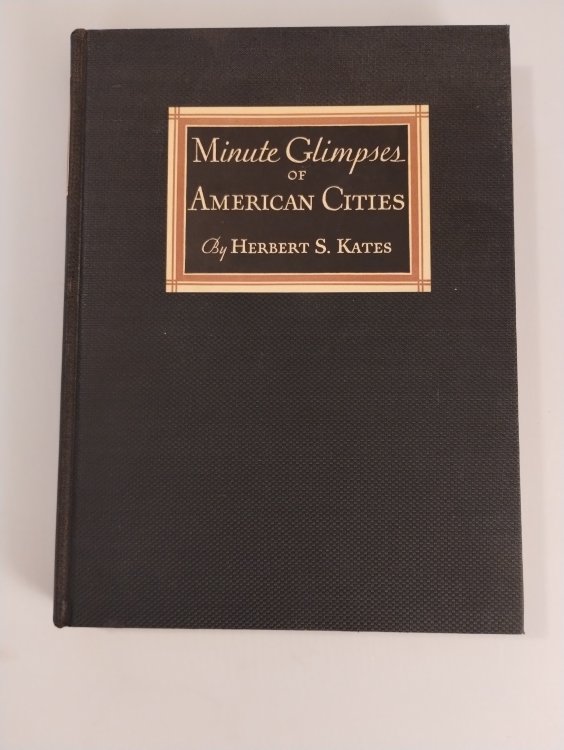 Minute Glimpses
OF
AMERICAN CITIES
By HERBERT S. KATES